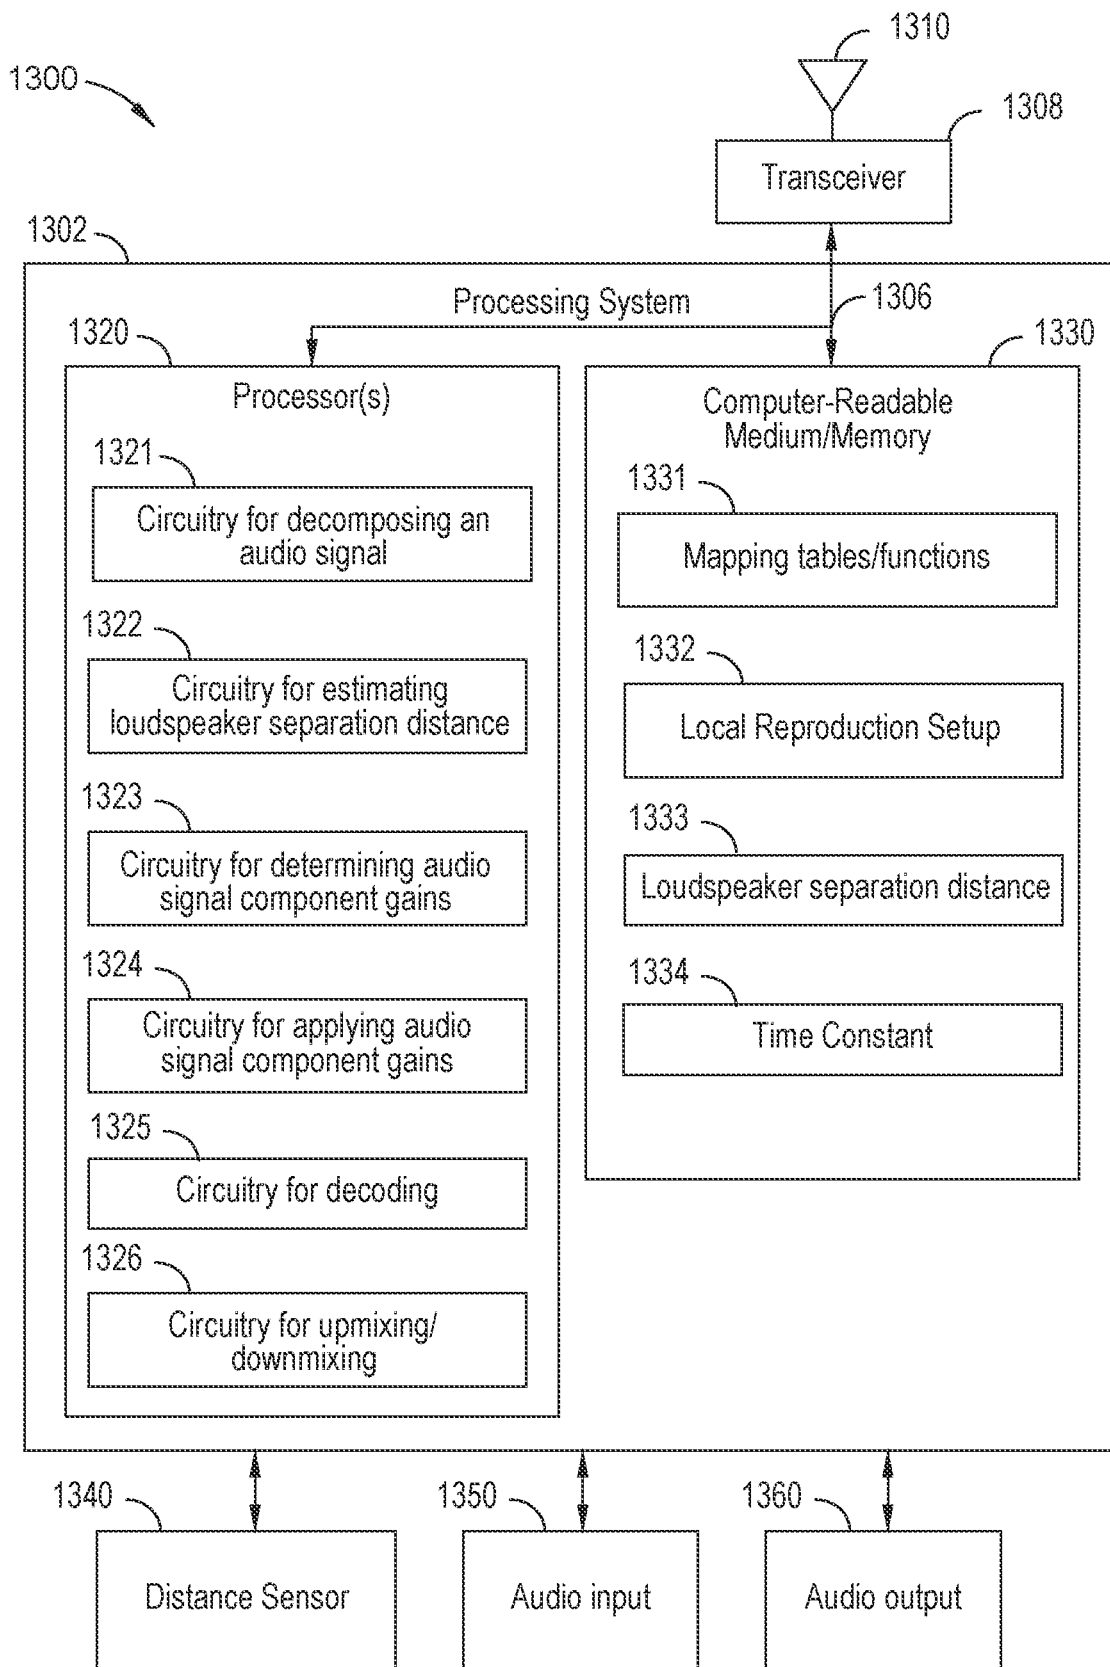 1310
1300
1308
Transceiver
1302
Processing System
1306
1320
1330
Processor(s)
Computer-Readable
Medium/Memory
1321
Circuitry for decomposing an
audio signal
1331
Mapping tables/functions
1322
Circuitry for estimating
loudspeaker separation distance
1332
Local Reproduction Setup
1323
Circuitry for determining audio
signal component gains
1333
Loudspeaker separation distance
1324
Circuitry for applying audio
signal component gains
1334
Time Constant
1325
Circuitry for decoding
1326
Circuitry for upmixing/
downmixing
1340
Distance Sensor
1350
Audio input
1360
Audio output